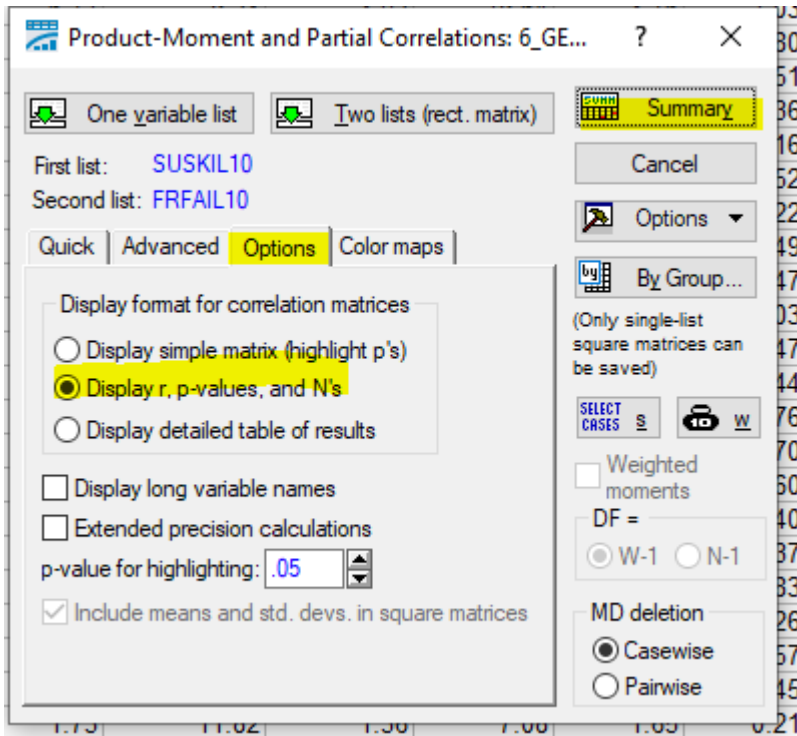 Product-Moment and Partial Correlations: 6_GE... ? ×
One variable list
Two lists (rect. matrix)
Summary
First list: SUSKIL10
Second list: FRFAIL10
Cancel
Options
By Group...
(Only single-list
square matrices can
be saved)
Quick Advanced Options Color maps
Display format for correlation matrices
Display simple matrix (highlight p's)
Display r, p-values, and N's
Display detailed table of results
SELECT
CASES S W
Weighted
moments
DF =
W-1 N-1
Display long variable names
Extended precision calculations
p-value for highlighting: .05
Include means and std. devs. in square matrices
MD deletion
Casewise
Pairwise